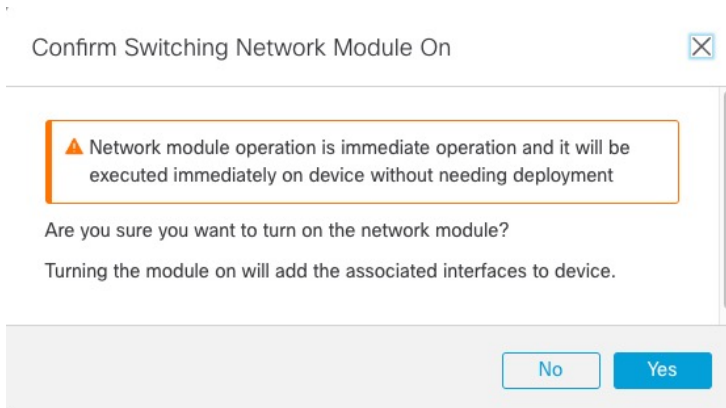 Confirm Switching Network Module On
Network module operation is immediate operation and it will be
executed immediately on device without needing deployment
Are you sure you want to turn on the network module?
Turning the module on will add the associated interfaces to device.
No
Yes